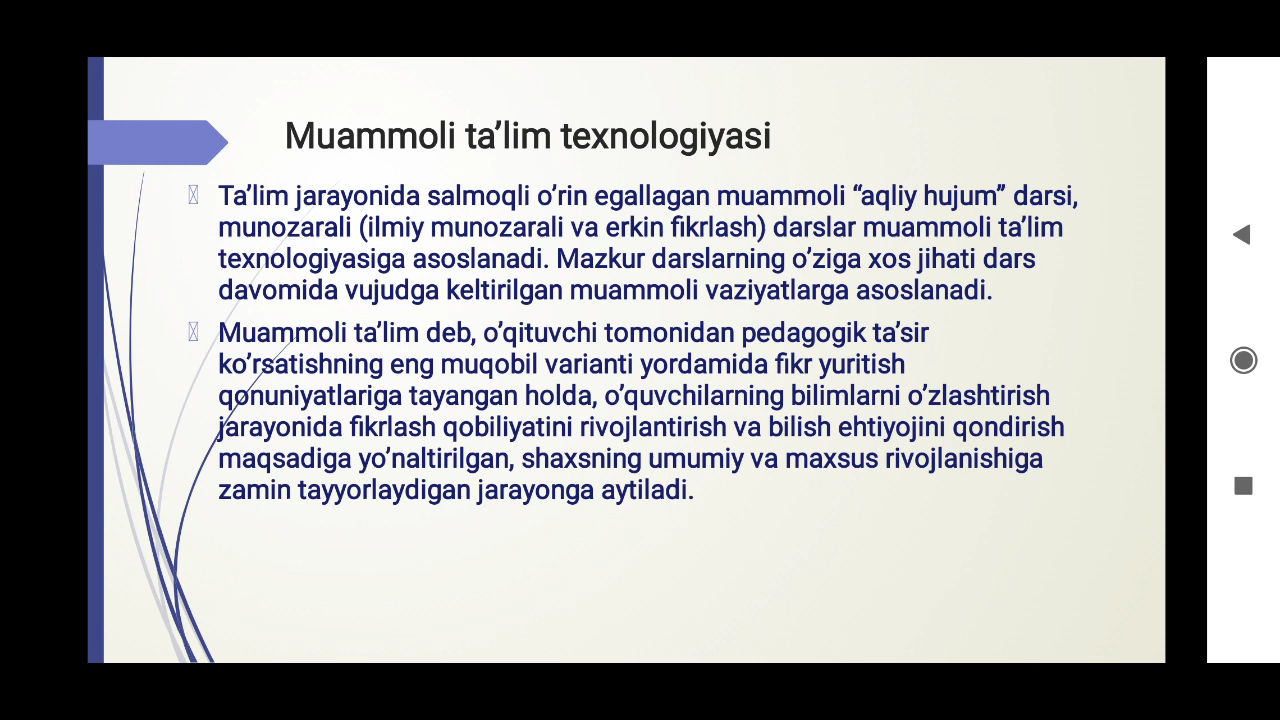 Muammoli ta’lim texnologiyasi
Ta’lim jarayonida salmoqli o’rin egallagan muammoli “aqliy hujum” darsi,
munozarali (ilmiy munozarali va erkin fikrlash) darslar muammoli ta’lim
texnologiyasiga asoslanadi. Mazkur darslarning o’ziga xos jihati dars
davomida vujudga keltirilgan muammoli vaziyatlarga asoslanadi.
Muammoli ta’lim deb, o’qituvchi tomonidan pedagogik ta’sir
ko’rsatishning eng muqobil varianti yordamida fikr yuritish
qonuniyatlariga tayangan holda, o’quvchilarning bilimlarni o’zlashtirish
jarayonida fikrlash qobiliyatini rivojlantirish va bilish ehtiyojini qondirish
maqsadiga yo’naltirilgan, shaxsning umumiy va maxsus rivojlanishiga
zamin tayyorlaydigan jarayonga aytiladi.